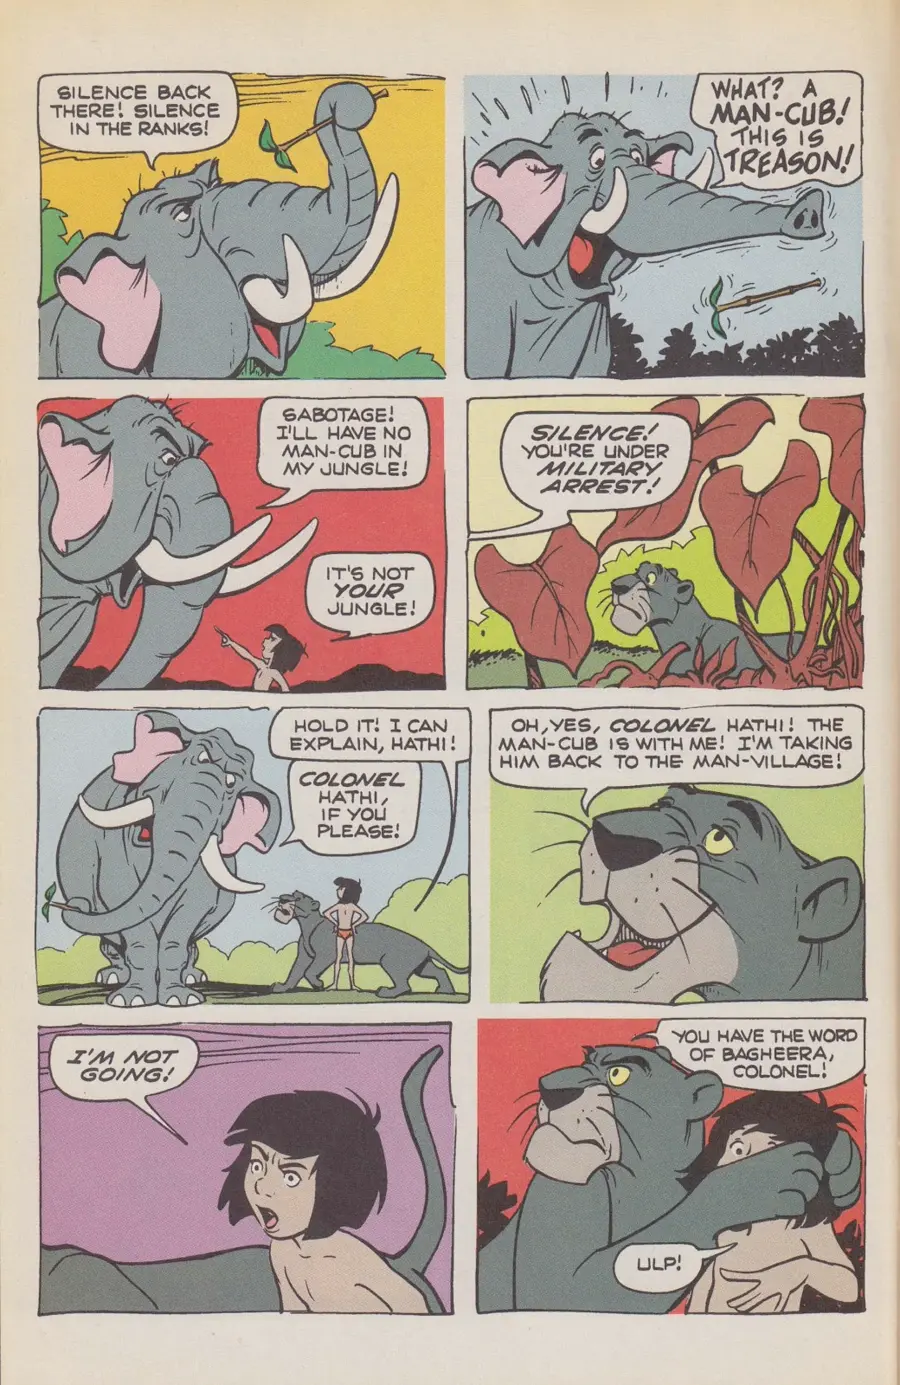 SILENCE BACK
THERE! SILENCE
IN THE RANKS!
WHAT? A
MAN-CUB!
THIS IS
TREASON!
SABOTAGE!
I'LL HAVE NO
MAN-CUB IN
MY JUNGLE!
IT'S NOT
YOUR
JUNGLE!
SILENCE!
YOU'RE UNDER
MILITARY
ARREST!
HOLD IT! I CAN
EXPLAIN, HATHI!
COLONEL
HATHI,
IF YOU
PLEASE!
OH, YES, COLONEL HATHI! THE
MAN-CUB IS WITH ME! I'M TAKING
HIM BACK TO THE MAN-VILLAGE!
I'M NOT
GOING!
YOU HAVE THE WORD
OF BAGHEERA,
COLONEL!
ULP!